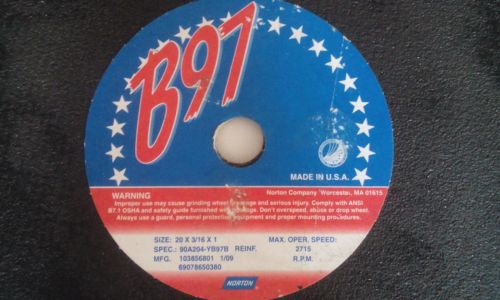 B97
MADE IN U.S.A.
WARNING
Norton Company Worcester, MA 01615
Improper use may cause grinding wheel breakage and serious injury. Comply with ANSI
B7.1 OSHA and safety guide furnished with package. Don't overspeed, abuse or drop wheel.
Always use a guard, personal protection equipment and proper mounting procedures.
SIZE: 20 X 3/16 X 1
MAX. OPER. SPEED:
SPEC.: 90A204-YB97B REINF.
2715
MFG. 103856801 1/09
R.P.M.
69078650380
NORTON